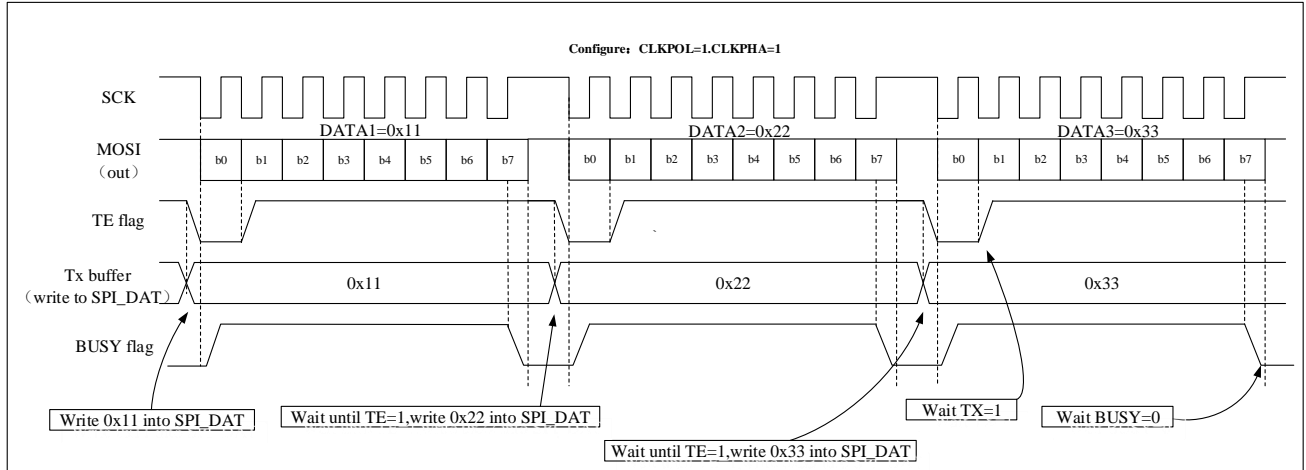 Configure：CLKPOL=1.CLKPHA=1
SCK
DATA1=0x11 DATA2=0x22 DATA3=0x33
MOSI
（out）
b0 b1 b2 b3 b4 b5 b6 b7 b0 b1 b2 b3 b4 b5 b6 b7 b0 b1 b2 b3 b4 b5 b6 b7
TE flag
Tx buffer
（write to SPI_DAT）
0x11 0x22 0x33
BUSY flag
Write 0x11 into SPI_DAT
Wait until TE=1,write 0x22 into SPI_DAT
Wait TX=1
Wait BUSY=0
Wait until TE=1,write 0x33 into SPI_DAT